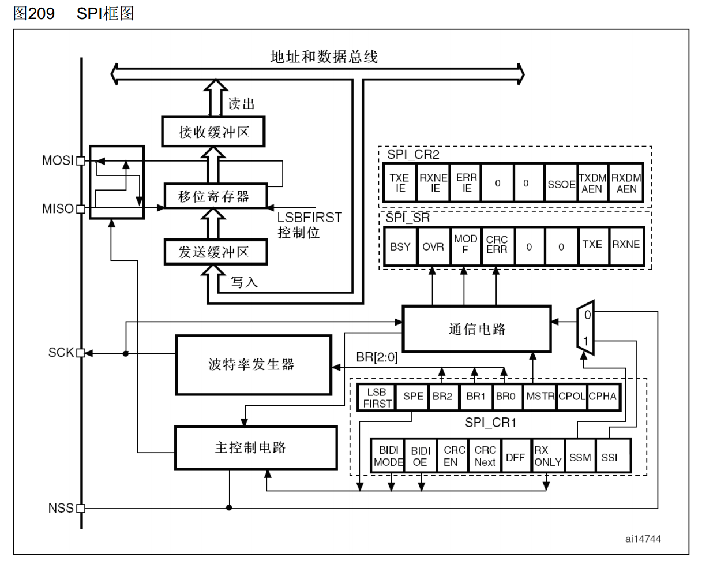 图209 SPI框图
地址和数据总线
读出
接收缓冲区
MOSI
移位寄存器
MISO
LSBFIRST
控制位
发送缓冲区
写入
SPI_CR2
TXE IE
RXNE IE
ERR IE
0
0
SSOE
TXDM AEN
RXDM AEN
SPI_SR
BSY
OVR
MOD F
CRC ERR
0
0
TXE
RXNE
通信电路
0
1
SCK
波特率发生器
BR[2:0]
LSB FIRST
SPE
BR2
BR1
BR0
MSTR
CPOL
CPHA
SPI_CR1
主控制电路
BIDI MODE
BIDI OE
CRC EN
CRC Next
DFF
RX ONLY
SSM
SSI
NSS
ai14744